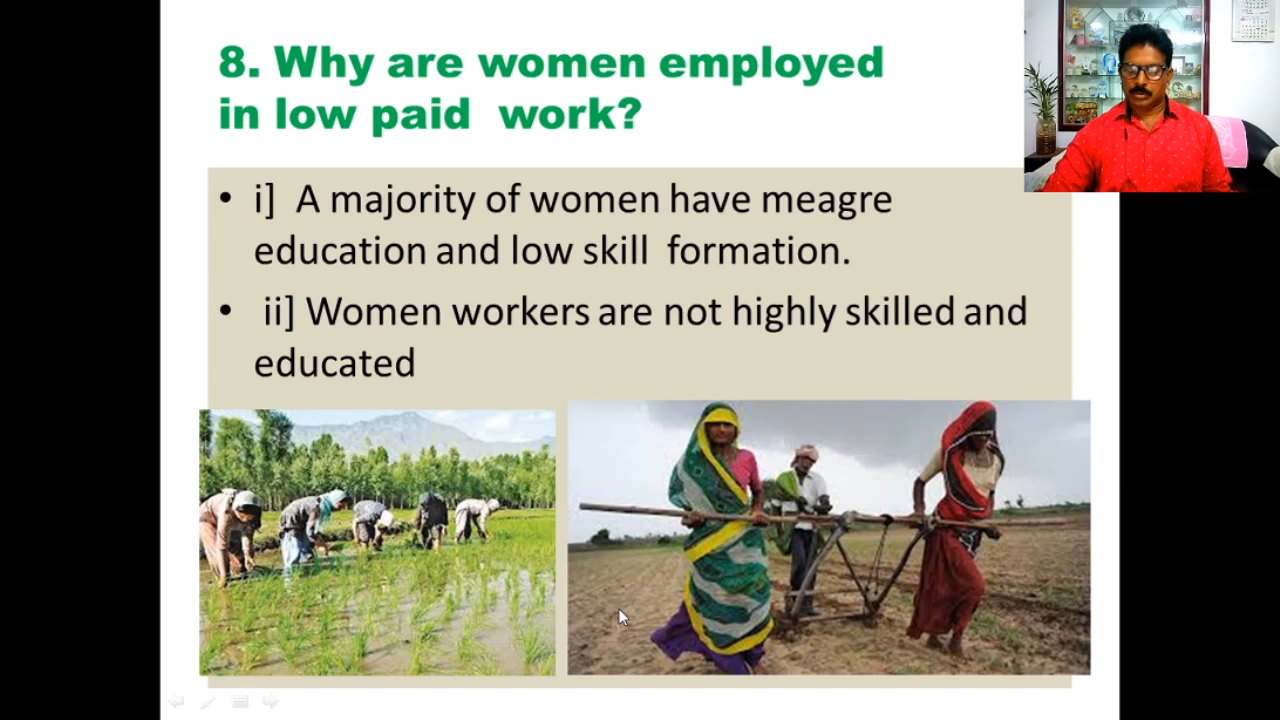 8. Why are women employed
in low paid  work?
• i]  A majority of women have meagre
education and low skill  formation.
•  ii] Women workers are not highly skilled and
educated